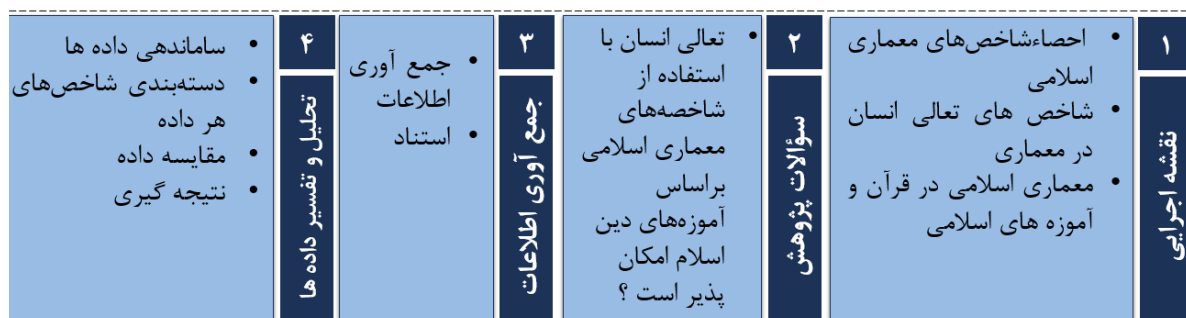 ۱
نقشه اجرایی
• احصاءشاخص‌های معماری
اسلامی
• شاخص های تعالی انسان
در معماری
• معماری اسلامی در قرآن و
آموزه های اسلامی
۲
سؤالات پژوهش
• تعالی انسان با
استفاده از
شاخصه‌های
معماری اسلامی
براساس
آموزه‌های دین
اسلام امکان
پذیر است ؟
۳
جمع آوری اطلاعات
• جمع آوری
اطلاعات
• استناد
۴
تحلیل و تفسیر داده ها
• ساماندهی داده ها
• دسته‌بندی شاخص‌های
هر داده
• مقایسه داده
• نتیجه گیری